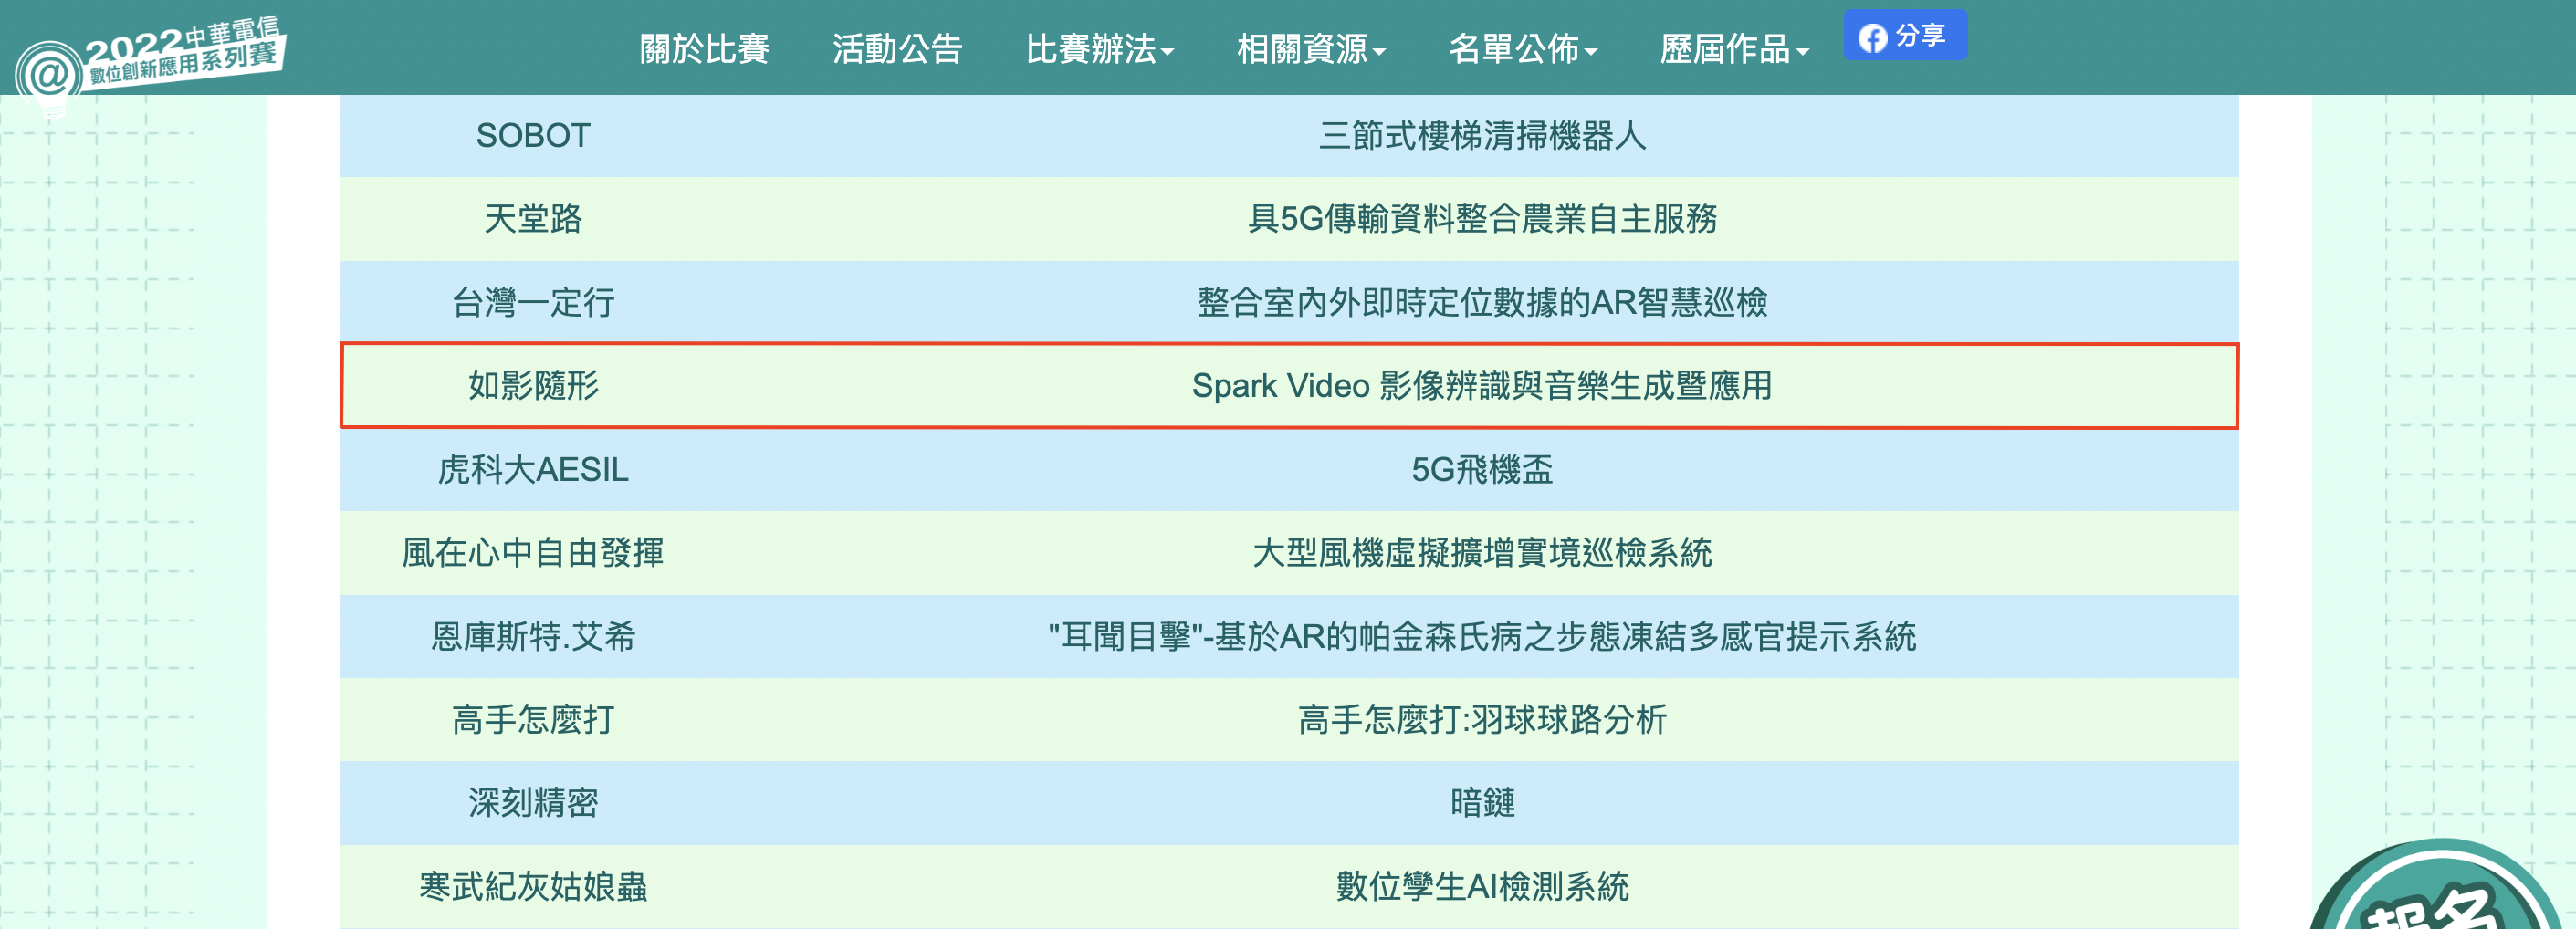 2022中華電信
數位創新應用系列賽
關於比賽 活動公告 比賽辦法 相關資源 名單公佈 歷屆作品 分享
SOBOT 三節式樓梯清掃機器人
天堂路 具5G傳輸資料整合農業自主服務
台灣一定行 整合室內外即時定位數據的AR智慧巡檢
如影隨形 Spark Video 影像辨識與音樂生成暨應用
虎科大AESIL 5G飛機盃
風在心中自由發揮 大型風機虛擬擴增實境巡檢系統
恩庫斯特.艾希 "耳聞目擊"-基於AR的帕金森氏病之步態凍結多感官提示系統
高手怎麼打 高手怎麼打:羽球球路分析
深刻精密 暗鏈
寒武紀灰姑娘蟲 數位孿生AI檢測系統
報名